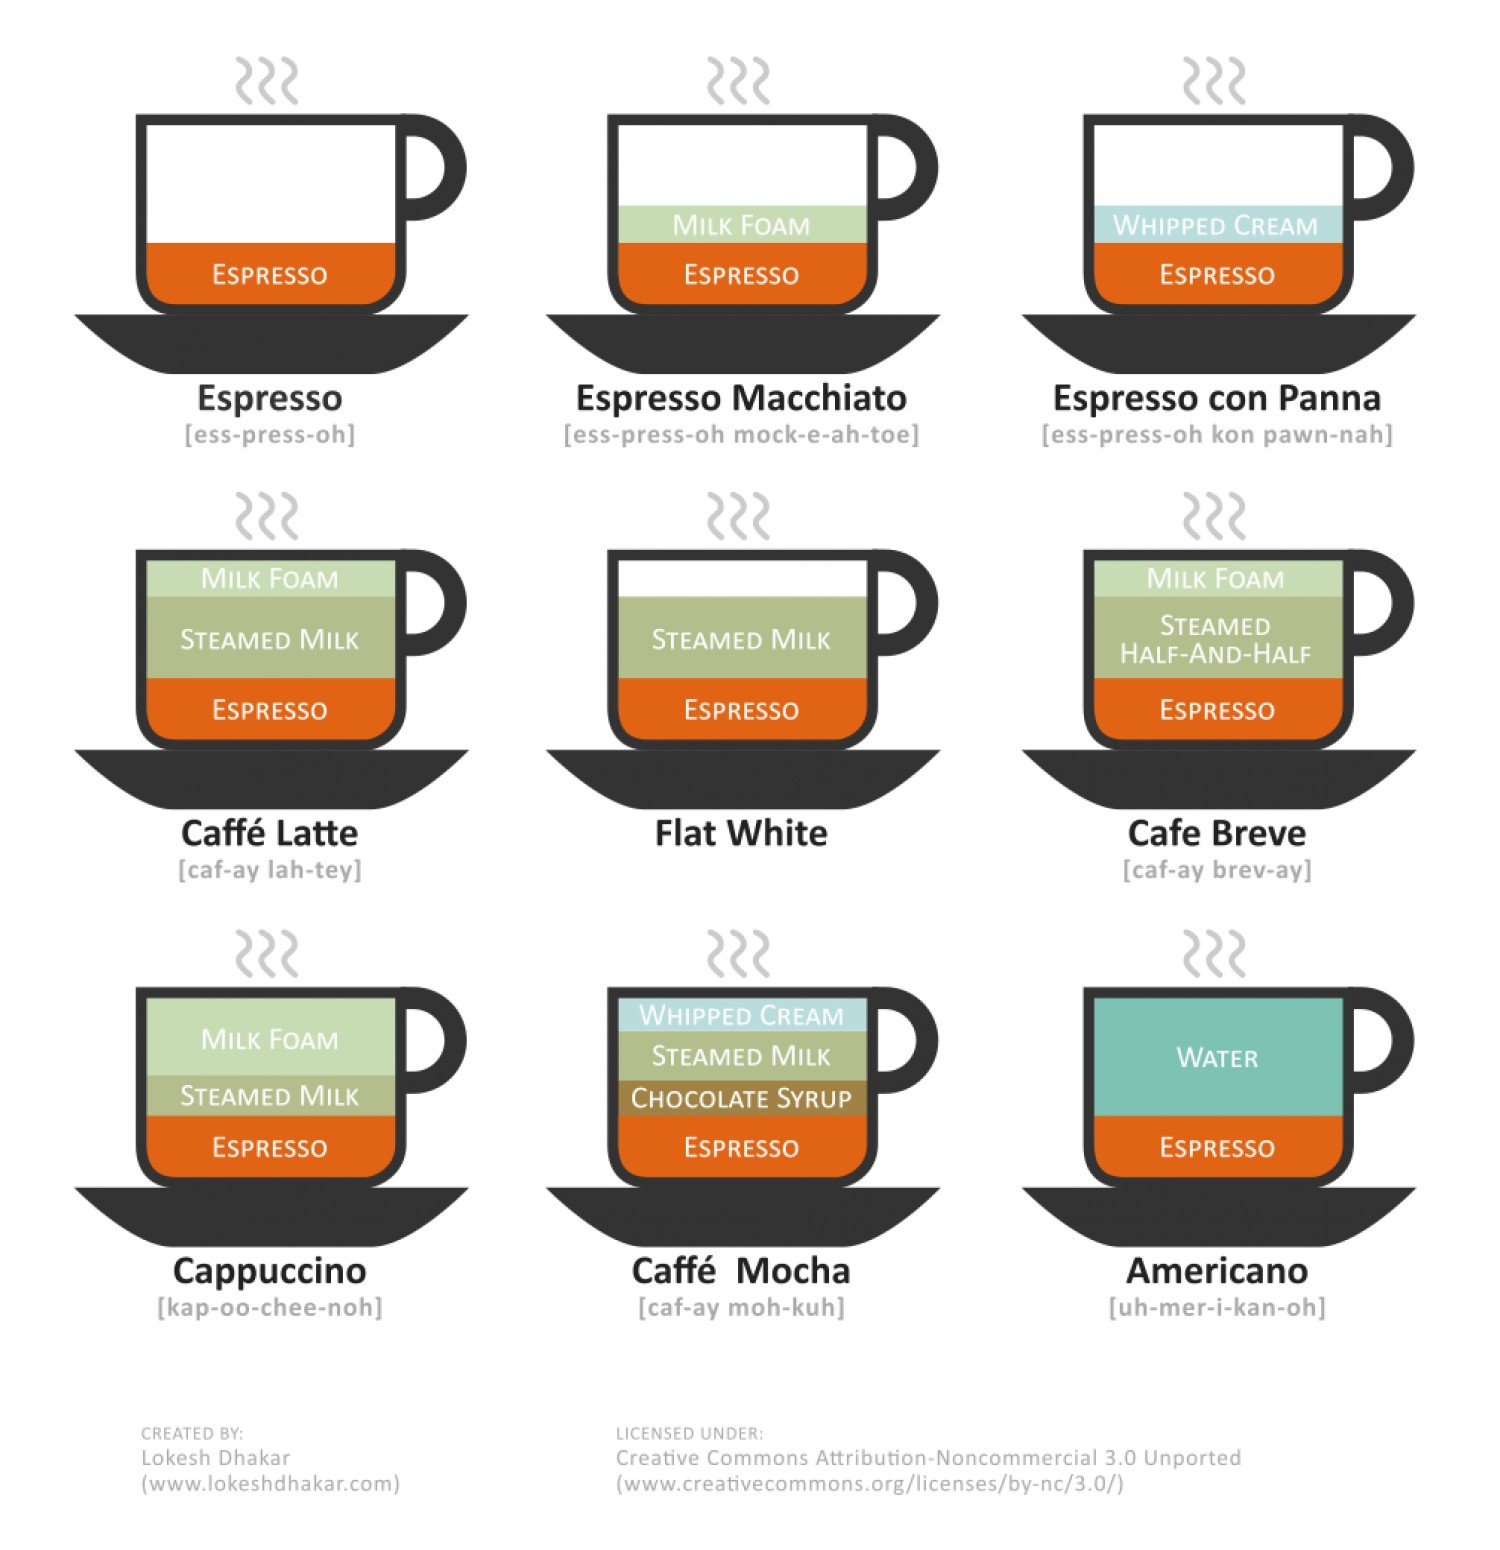 Espresso
Espresso
[ess-press-oh]
Milk Foam
Espresso
Espresso Macchiato
[ess-press-oh mock-e-ah-toe]
Whipped Cream
Espresso
Espresso con Panna
[ess-press-oh kon pawn-nah]
Milk Foam
Steamed Milk
Espresso
Caffé Latte
[caf-ay lah-tey]
Steamed Milk
Espresso
Flat White
Milk Foam
Steamed
Half-And-Half
Espresso
Cafe Breve
[caf-ay brev-ay]
Milk Foam
Steamed Milk
Espresso
Cappuccino
[kap-oo-chee-noh]
Whipped Cream
Steamed Milk
Chocolate Syrup
Espresso
Caffé Mocha
[caf-ay moh-kuh]
Water
Espresso
Americano
[uh-mer-i-kan-oh]
CREATED BY:
Lokesh Dhakar
(www.lokeshdhakar.com)
LICENSED UNDER:
Creative Commons Attribution-Noncommercial 3.0 Unported
(www.creativecommons.org/licenses/by-nc/3.0/)